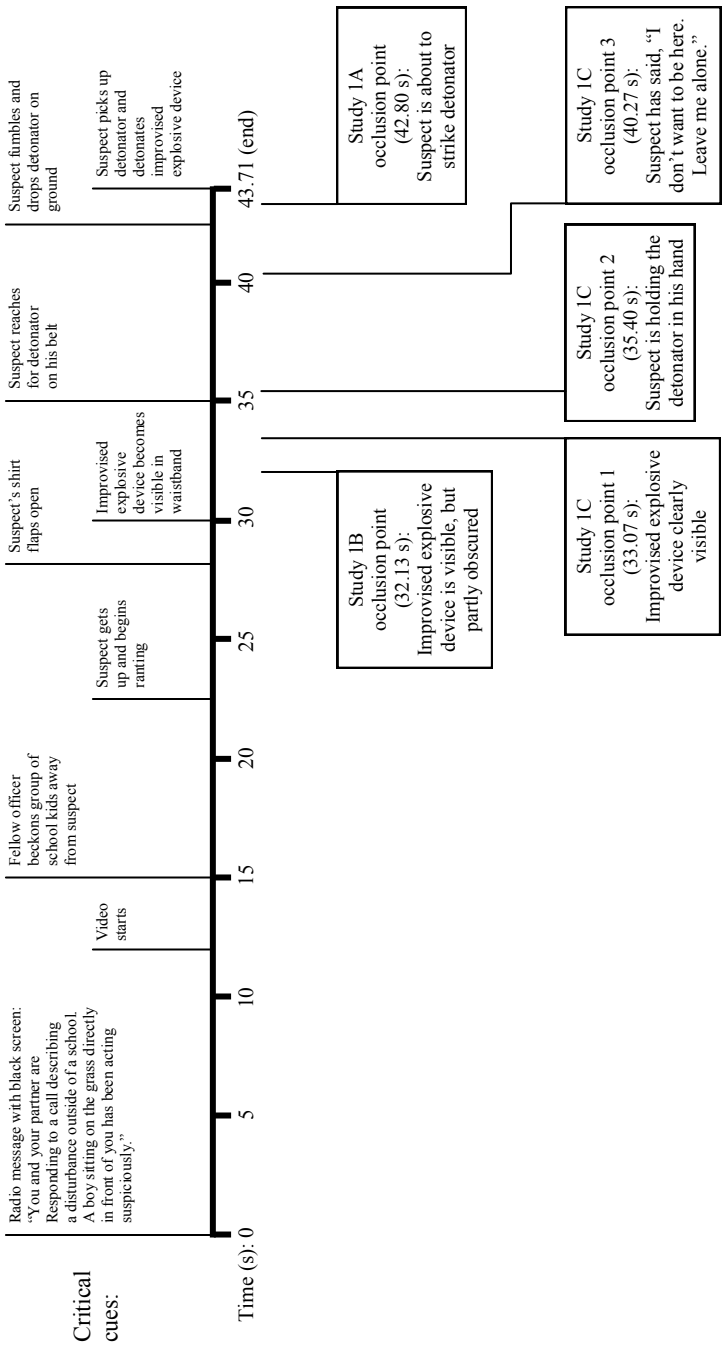 Critical
cues:
Radio message with black screen:
“You and your partner are
Responding to a call describing
a disturbance outside of a school.
A boy sitting on the grass directly
in front of you has been acting
suspiciously.”
Video
starts
Fellow officer
beckons group of
school kids away
from suspect
Suspect gets
up and begins
ranting
Suspect’s shirt
flaps open
Improvised
explosive
device becomes
visible in
waistband
Suspect reaches
for detonator
on his belt
Suspect fumbles and
drops detonator on
ground
Suspect picks up
detonator and
detonates
improvised
explosive device
Time (s): 0 5 10 15 20 25 30 35 40 43.71 (end)
Study 1B
occlusion point
(32.13 s):
Improvised explosive
device is visible, but
partly obscured
Study 1A
occlusion point
(42.80 s):
Suspect is about to
strike detonator
Study 1C
occlusion point 1
(33.07 s):
Improvised explosive
device clearly
visible
Study 1C
occlusion point 2
(35.40 s):
Suspect is holding the
detonator in his hand
Study 1C
occlusion point 3
(40.27 s):
Suspect has said, “I
don’t want to be here.
Leave me alone.”